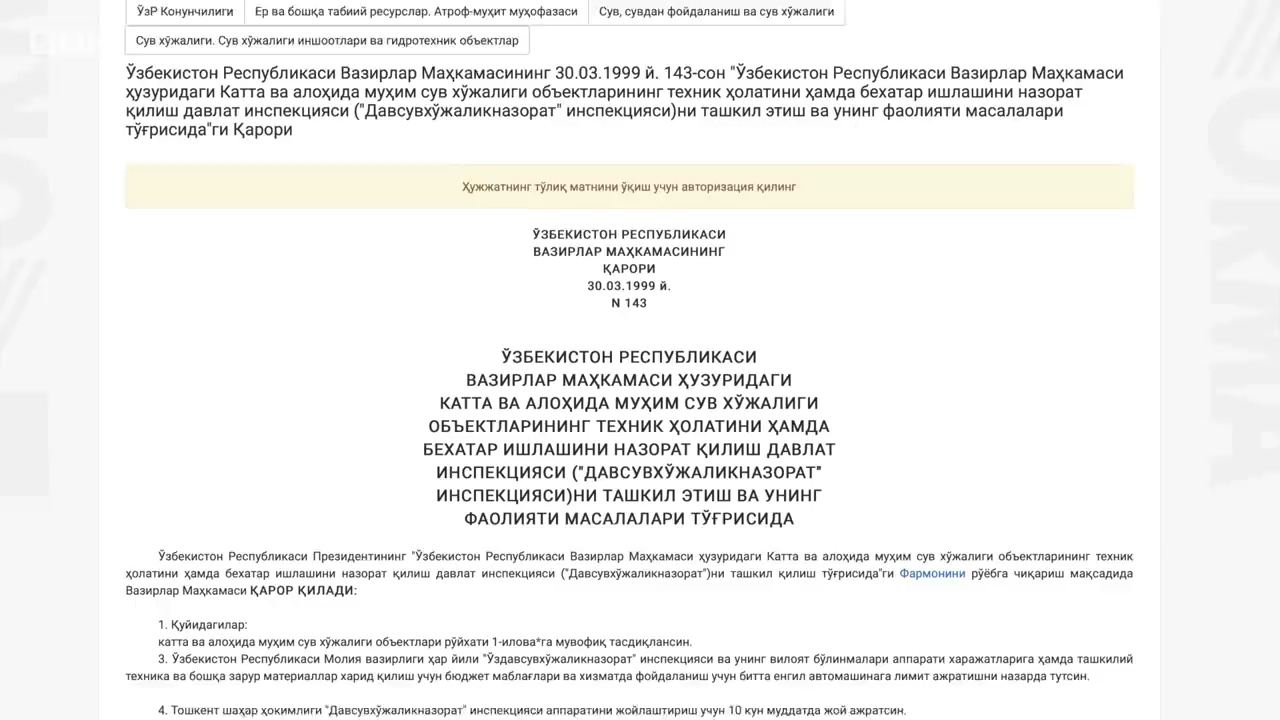 ЎзР Конунчилиги
Ер ва бошқа табиий ресурслар. Атроф-муҳит муҳофазаси
Сув, сувдан фойдаланиш ва сув хўжалиги
Сув хўжалиги. Сув хўжалиги иншоотлари ва гидротехник объектлар
Ўзбекистон Республикаси Вазирлар Маҳкамасининг 30.03.1999 й. 143-сон "Ўзбекистон Республикаси Вазирлар Маҳкамаси
ҳузуридаги Катта ва алоҳида муҳим сув хўжалиги объектларининг техник ҳолатини ҳамда бехатар ишлашини назорат
қилиш давлат инспекцияси ("Давсувхўжаликназорат" инспекцияси)ни ташкил этиш ва унинг фаолияти масалалари
тўғрисида"ги Қарори
Ҳужжатнинг тўлиқ матнини ўқиш учун авторизация қилинг
ЎЗБЕКИСТОН РЕСПУБЛИКАСИ
ВАЗИРЛАР МАҲКАМАСИНИНГ
ҚАРОРИ
30.03.1999 й.
N 143
ЎЗБЕКИСТОН РЕСПУБЛИКАСИ
ВАЗИРЛАР МАҲКАМАСИ ҲУЗУРИДАГИ
КАТТА ВА АЛОҲИДА МУҲИМ СУВ ХЎЖАЛИГИ
ОБЪЕКТЛАРИНИНГ ТЕХНИК ҲОЛАТИНИ ҲАМДА
БЕХАТАР ИШЛАШИНИ НАЗОРАТ ҚИЛИШ ДАВЛАТ
ИНСПЕКЦИЯСИ ("ДАВСУВХЎЖАЛИКНАЗОРАТ"
ИНСПЕКЦИЯСИ)НИ ТАШКИЛ ЭТИШ ВА УНИНГ
ФАОЛИЯТИ МАСАЛАЛАРИ ТЎҒРИСИДА
Ўзбекистон Республикаси Президентининг "Ўзбекистон Республикаси Вазирлар Маҳкамаси ҳузуридаги Катта ва алоҳида муҳим сув хўжалиги объектларининг техник
ҳолатини ҳамда бехатар ишлашини назорат қилиш давлат инспекцияси ("Давсувхўжаликназорат")ни ташкил қилиш тўғрисида"ги Фармонини рўёбга чиқариш мақсадида
Вазирлар Маҳкамаси ҚАРОР ҚИЛАДИ:
1. Қуйидагилар:
катта ва алоҳида муҳим сув хўжалиги объектлари рўйхати 1-илова*га мувофиқ тасдиқлансин.
3. Ўзбекистон Республикаси Молия вазирлиги ҳар йили "Ўздавсувхўжаликназорат" инспекцияси ва унинг вилоят бўлинмалари аппарати харажатларига ҳамда ташкилий
техника ва бошқа зарур материаллар харид қилиш учун бюджет маблағлари ва хизматда фойдаланиш учун битта енгил автомашинага лимит ажратишни назарда тутсин.
4. Тошкент шаҳар ҳокимлиги "Давсувхўжаликназорат" инспекцияси аппаратини жойлаштириш учун 10 кун муддатда жой ажратсин.